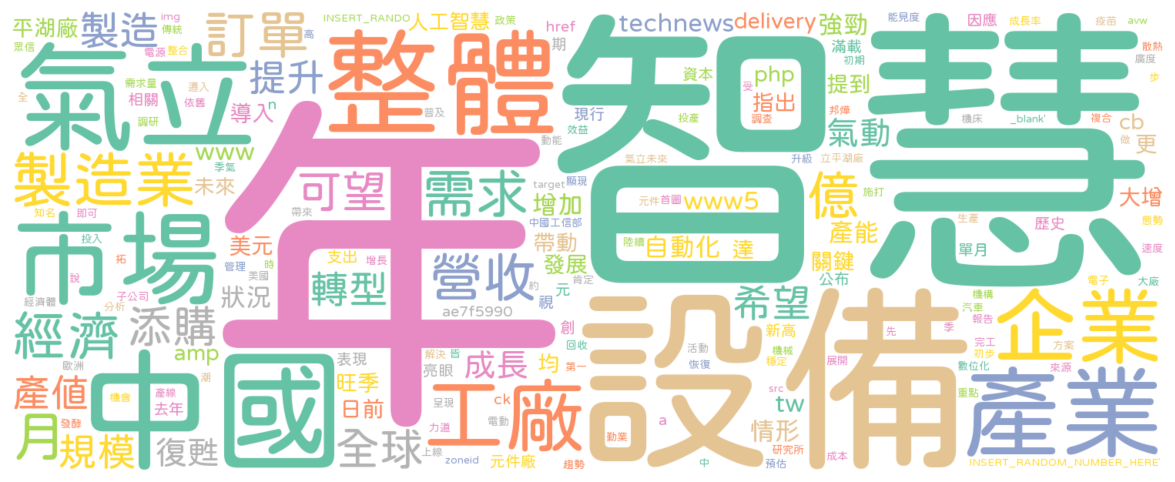 平湖廠 製造 訂單 INSERT_RANDO 人工智慧 政策 technews delivery 強勁 能見度 因應 成長率 疫苗 avw
眾信 img 傳統 電源 整合 高 href 期 滿載 初期 廣度 散熱
氣立 提升 整體 智慧 資本 php 提到 步
全 需求量 遵入 相關 依舊 導入 n 普及 現行 受 指出 邦燁 機床 _blank' 複合
調研 www 季氣 動能 效益 投產 調查 氣動 cb 做 更
製造業 未來 可望 需求 target 顯現 氣立未來 升級 立平湖廠
知名 即可 帶來 增加 中國工信部 元件 首圖 www5 億 施打 大增
市場 投入 美元 支出 轉型 帶動 陸續 自動化 達 產能 歷史 生產 態勢
拓 說 管理 時 增長 營收 發展 肯定 關鍵 單月 速度
子公司 美國 狀況 視 元 公布 電子 大廠
經濟體 分析 ae7f5990 約 希望 機構
經濟 添購 年 創 設備 新高 汽車 報告 企業
amp 表現 解決 皆 回收 先 季 完工
歐洲 潮 亮眼 成長 均 第一 活動 機械 穩定 展開 初步 方案
產值 機會 產線 中國 旺季 恢復 數位化 來源
去年 日前 呈現 ck 工廠 src tw 重點 產業
月 發酵 電動 a 情形
規模 復甦 全球 力道 上線 勤業 研究所 成本
zoneid 元件廠 趨勢 中 預估 INSERT_RANDOM_NUMBER_HERE'